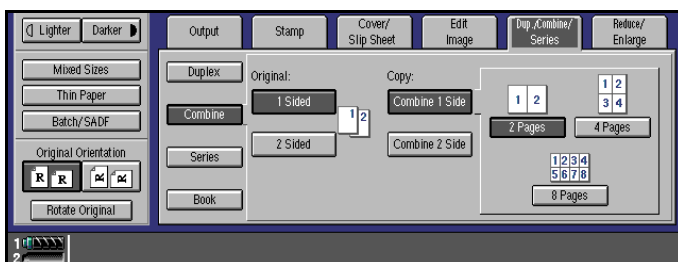 Lighter Darker
Mixed Sizes
Thin Paper
Batch/SADF
Original Orientation
R R R R
Rotate Original
Output
Stamp
Cover/
Slip Sheet
Edit
Image
Dup./Combine/
Series
Reduce/
Enlarge
Duplex
Combine
Series
Book
Original:
1 Sided
2 Sided
1 2
Copy:
Combine 1 Side
Combine 2 Side
1 2
2 Pages
1 2
3 4
4 Pages
1 2 3 4
5 6 7 8
8 Pages
1
2